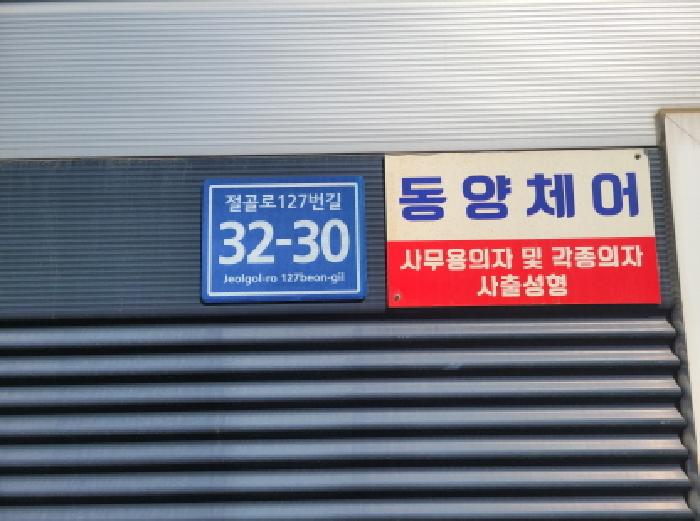 절골로127번길
32-30
Jeolgol-ro 127beon-gil
동양체어
사무용의자 및 각종의자
사출성형